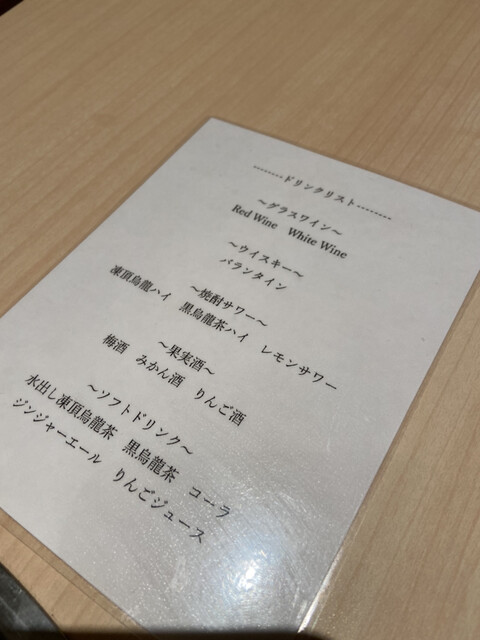 --------ドリンクリスト--------
～グラスワイン～
Red Wine　White Wine
～ウイスキー～
バランタイン
～焼酎サワー～
凍頂烏龍ハイ　黒烏龍茶ハイ　レモンサワー
～果実酒～
梅酒　みかん酒　りんご酒
～ソフトドリンク～
水出し凍頂烏龍茶　黒烏龍茶　コーラ
ジンジャーエール　りんごジュース